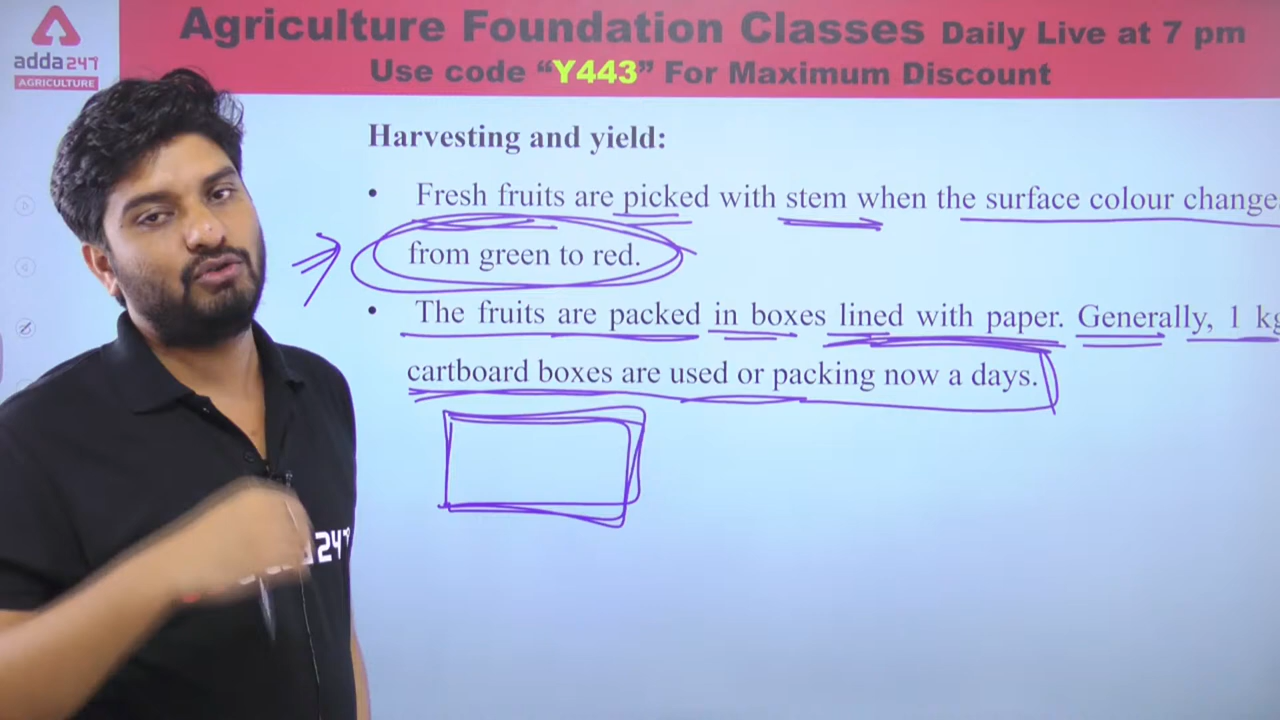 Agriculture Foundation Classes Daily Live at 7 pm
adda247
AGRICULTURE
Use code “Y443” For Maximum Discount
Harvesting and yield:
• Fresh fruits are picked with stem when the surface colour change
from green to red.
• The fruits are packed in boxes lined with paper. Generally, 1 kg
cartboard boxes are used or packing now a days.
247